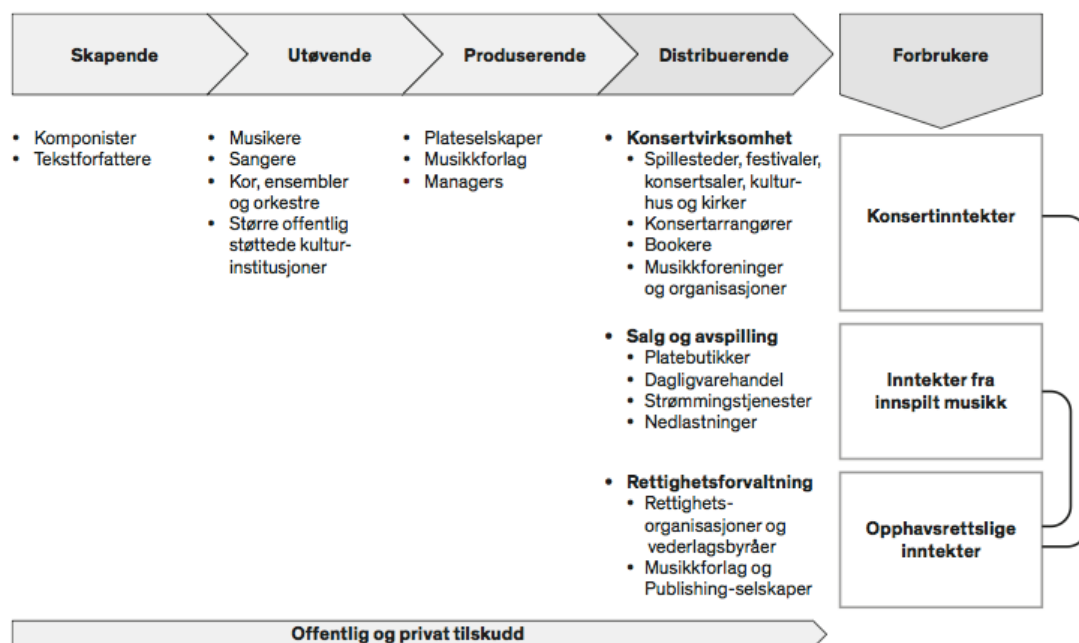 Skapende
Utøvende
Produserende
Distribuerende
Forbrukere
• Komponister
• Tekstforfattere
• Musikere
• Sangere
• Kor, ensembler
og orkestre
• Større offentlig
støttede kultur-
institusjoner
• Plateselskaper
• Musikkforlag
• Managers
• Konsertvirksomhet
• Spillesteder, festivaler,
konsertsaler, kultur-
hus og kirker
• Konsertarrangører
• Bookere
• Musikkforeninger
og organisasjoner
Konsertinntekter
• Salg og avspilling
• Platebutikker
• Dagligvarehandel
• Strømmingstjenester
• Nedlastninger
Inntekter fra
innspilt musikk
• Rettighetsforvaltning
• Rettighets-
organisasjoner og
vederlagsbyråer
• Musikkforlag og
Publishing-selskaper
Opphavsrettslige
inntekter
Offentlig og privat tilskudd